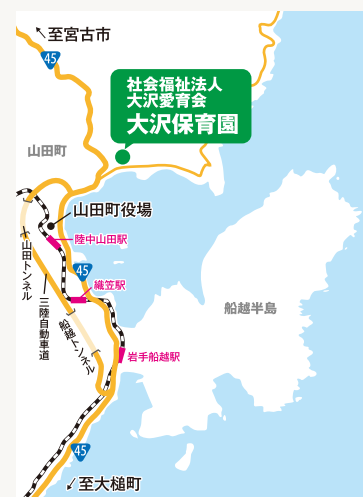 至宮古市
45
社会福祉法人
大沢愛育会
大沢保育園
山田町
山田町役場
陸中山田駅
山田トンネル
45
織笠駅
船越半島
三陸自動車道
船越トンネル
岩手船越駅
45
至大槌町